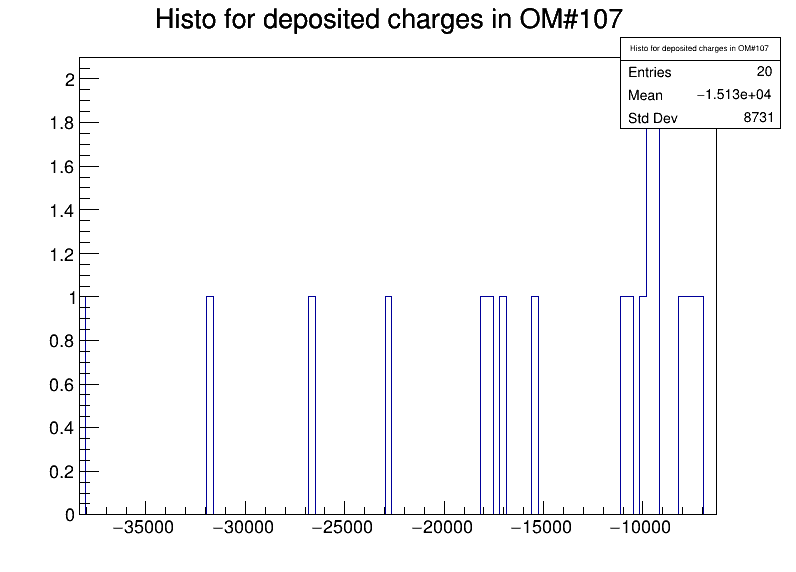 Histo for deposited charges in OM#107
Histo for deposited charges in OM#107
Entries 20
Mean −1.513e+04
Std Dev 8731
2
1.8
1.6
1.4
1.2
1
0.8
0.6
0.4
0.2
0
−35000 −30000 −25000 −20000 −15000 −10000